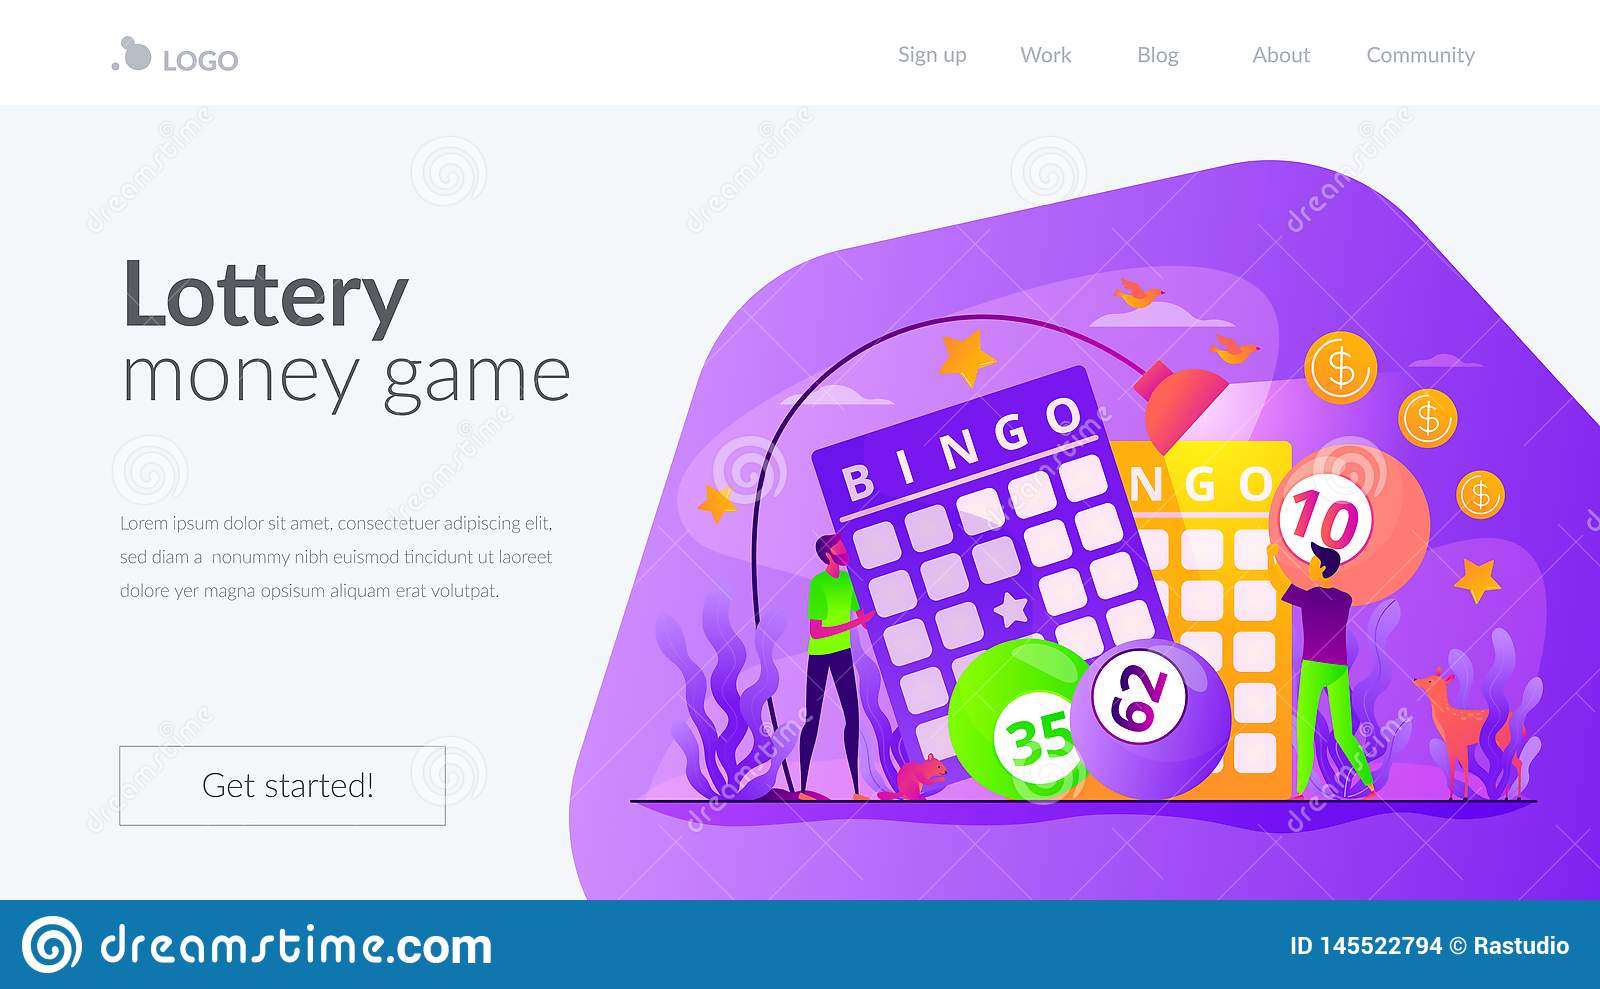 LOGO
Sign up Work Blog About Community
Lottery
money game
Lorem ipsum dolor sit amet, consectetuer adipiscing elit,
sed diam a nonummy nibh euismod tincidunt ut laoreet
dolore yer magna opsisum aliquam erat volutpat.
Get started!
BINGO
NGO
10
35
62
dreamstime.com
ID 145522794 © Rastudio